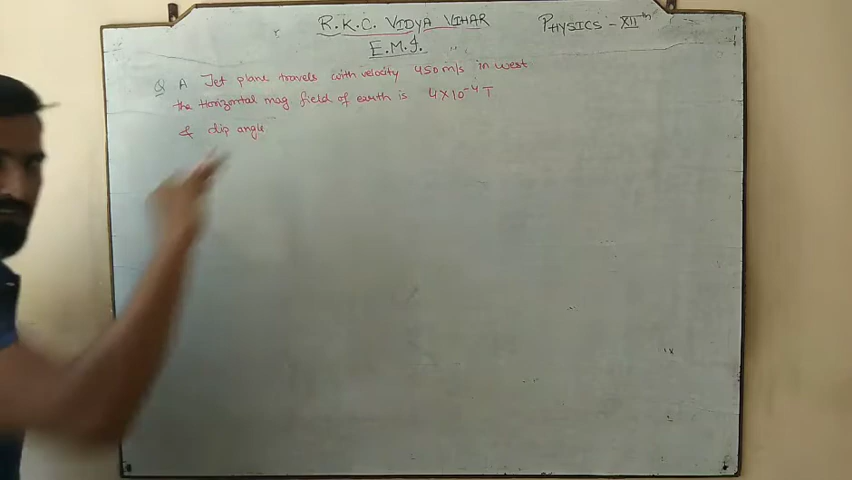 R.K.C. VIDYA VIHAR PHYSICS - XIIth
E.M.I.
Q A Jet plane travels with velocity 450 m/s in west
the Horizontal mag field of earth is 4×10⁻⁴ T
& dip angle